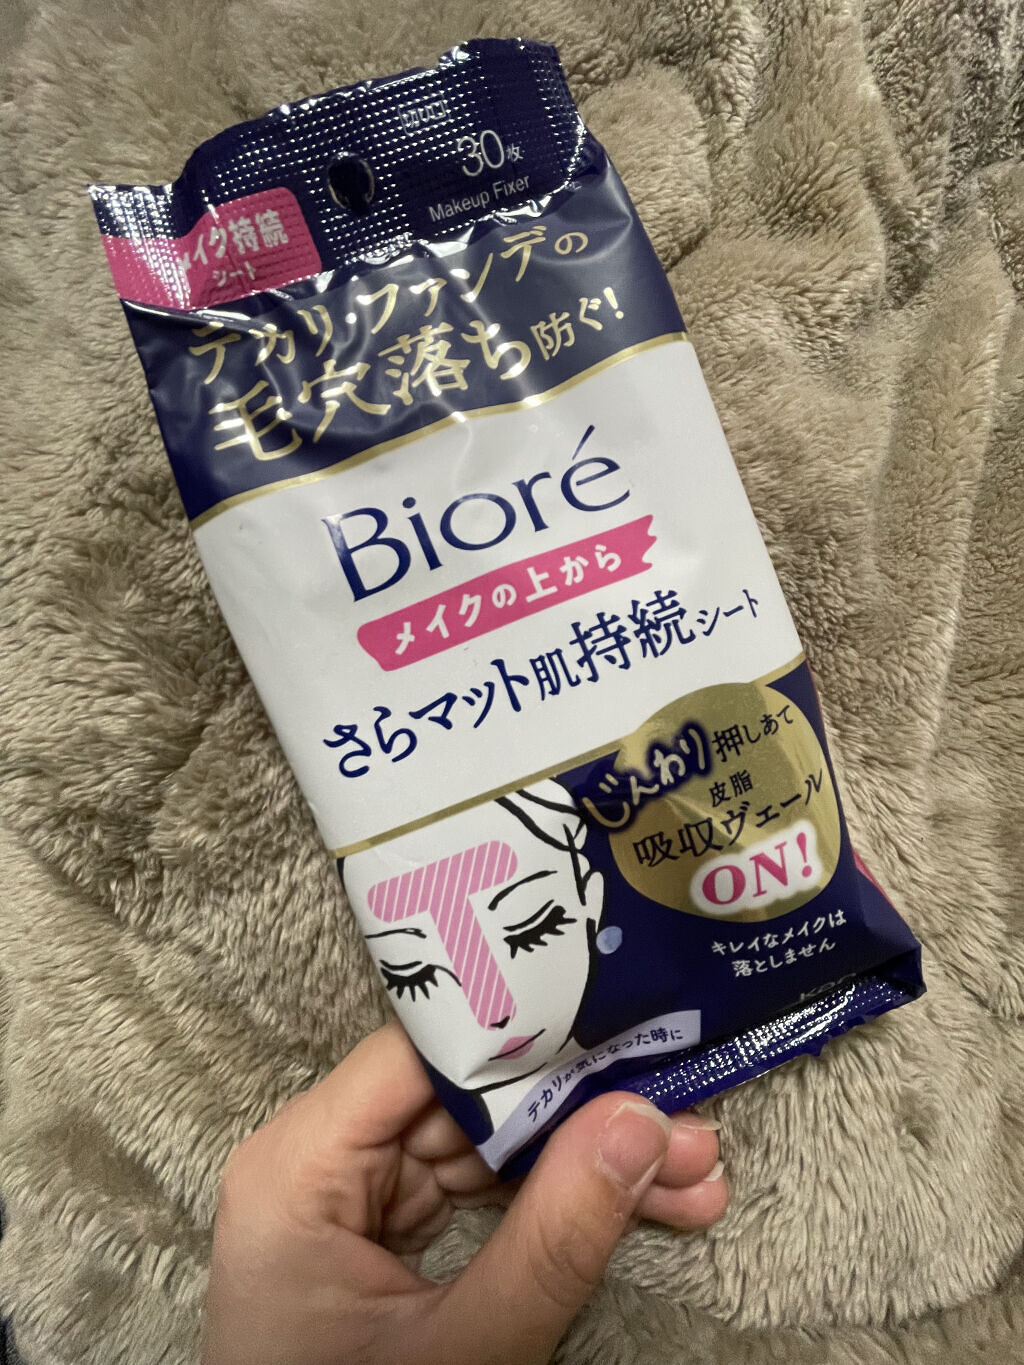 切り口
30枚
Makeup Fixer
メイク持続
シート
テカリ・ファンデの
毛穴落ち防ぐ!
Bioré
メイクの上から
さらマット肌持続シート
じんわり押しあて
皮脂
吸収ヴェール
ON!
キレイなメイクは
落としません
テカリが気になった時に